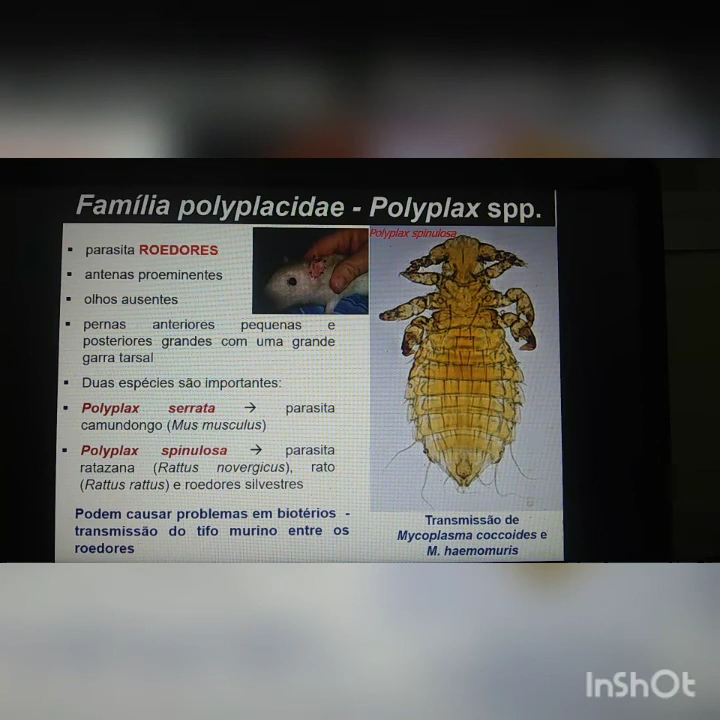 Família polyplacidae - Polyplax spp.
▪ parasita ROEDORES
▪ antenas proeminentes
▪ olhos ausentes
▪ pernas anteriores pequenas e
posteriores grandes com uma grande
garra tarsal
▪ Duas espécies são importantes:
▪ Polyplax serrata → parasita
camundongo (Mus musculus)
▪ Polyplax spinulosa → parasita
ratazana (Rattus novergicus), rato
(Rattus rattus) e roedores silvestres
Podem causar problemas em biotérios -
transmissão do tifo murino entre os
roedores
Polyplax spinulosa
Transmissão de
Mycoplasma coccoides e
M. haemomuris
InShOt